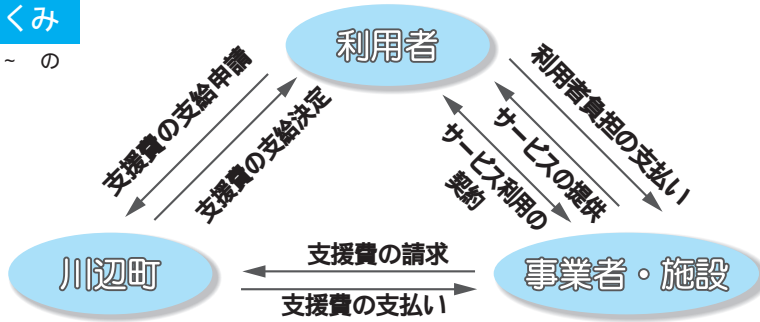 くみ
~ の
利用者
支援費の支給申請
支援費の支給決定
利用者負担の支払い
サービスの提供
サービス利用の
契約
川辺町
支援費の請求
支援費の支払い
事業者・施設